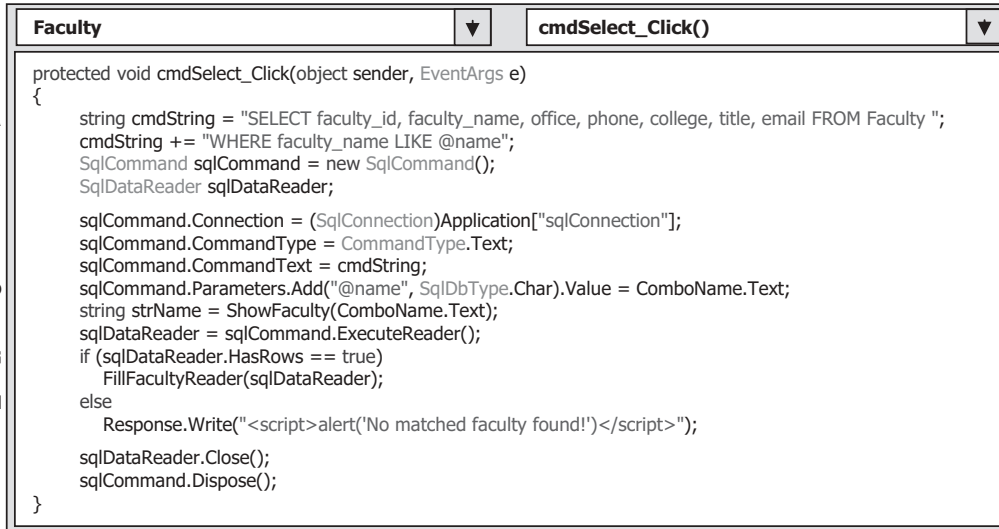 Faculty
cmdSelect_Click()
protected void cmdSelect_Click(object sender, EventArgs e)
{
string cmdString = "SELECT faculty_id, faculty_name, office, phone, college, title, email FROM Faculty ";
cmdString += "WHERE faculty_name LIKE @name";
SqlCommand sqlCommand = new SqlCommand();
SqlDataReader sqlDataReader;
sqlCommand.Connection = (SqlConnection)Application["sqlConnection"];
sqlCommand.CommandType = CommandType.Text;
sqlCommand.CommandText = cmdString;
sqlCommand.Parameters.Add("@name", SqlDbType.Char).Value = ComboName.Text;
string strName = ShowFaculty(ComboName.Text);
sqlDataReader = sqlCommand.ExecuteReader();
if (sqlDataReader.HasRows == true)
FillFacultyReader(sqlDataReader);
else
Response.Write("<script>alert('No matched faculty found!')</script>");
sqlDataReader.Close();
sqlCommand.Dispose();
}